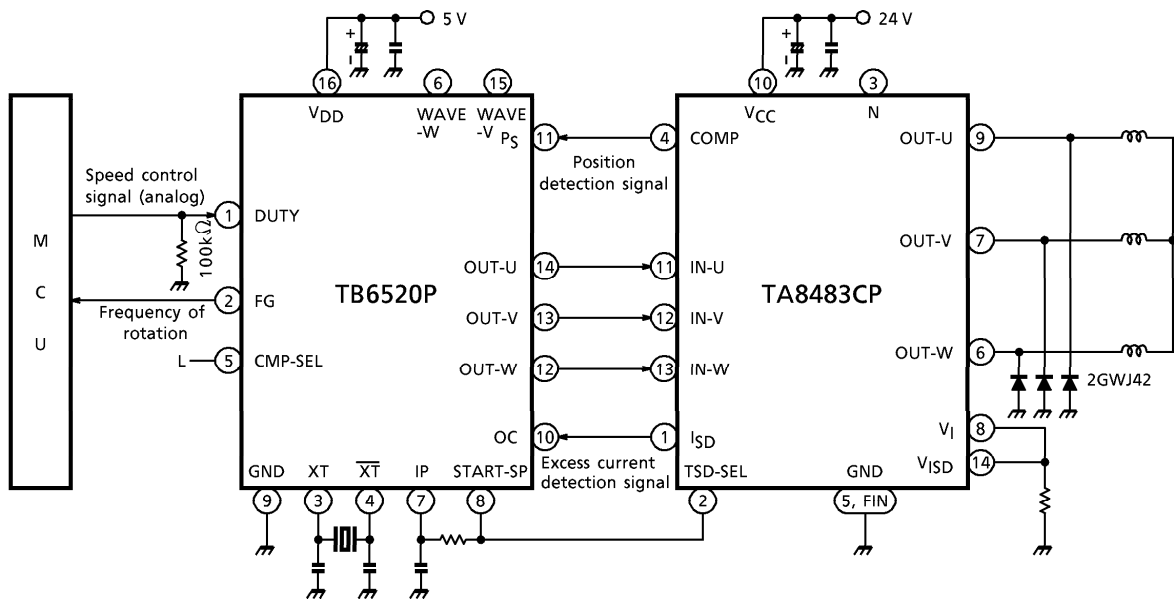 5 V
24 V
+
-
+
-
16
6
15
10
3
VDD
WAVE
-W
WAVE
-V
PS
11
4
COMP
VCC
N
OUT-U
9
Position
detection signal
Speed control
signal (analog)
1
DUTY
100kΩ
M
C
U
OUT-V
7
OUT-U
14
11
IN-U
TB6520P
TA8483CP
2
FG
Frequency of
rotation
OUT-V
13
12
IN-V
L
5
CMP-SEL
OUT-W
12
13
IN-W
OUT-W
6
2GWJ42
OC
10
1
ISD
VI
8
Excess current
detection signal
VISD
14
GND
XT
XT
IP
START-SP
TSD-SEL
GND
9
3
4
7
8
2
5, FIN